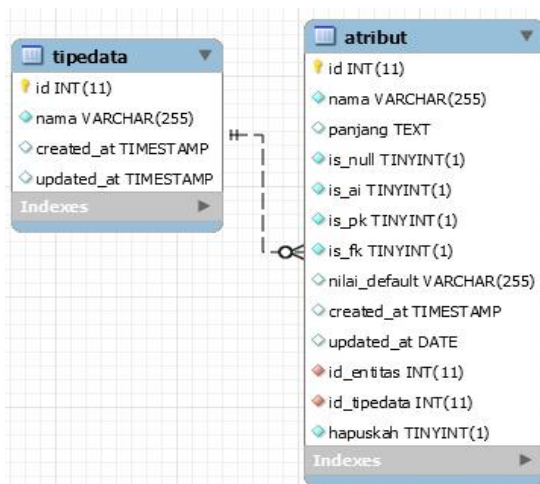 tipedata
id INT(11)
nama VARCHAR(255)
created_at TIMESTAMP
updated_at TIMESTAMP
Indexes
atribut
id INT(11)
nama VARCHAR(255)
panjang TEXT
is_null TINYINT(1)
is_ai TINYINT(1)
is_pk TINYINT(1)
is_fk TINYINT(1)
nilai_default VARCHAR(255)
created_at TIMESTAMP
updated_at DATE
id_entitas INT(11)
id_tipedata INT(11)
hapuskah TINYINT(1)
Indexes